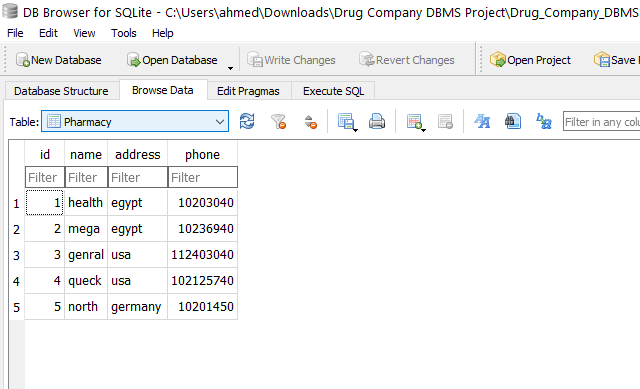 DB Browser for SQLite - C:\Users\ahmed\Downloads\Drug Company DBMS Project\Drug_Company_DBMS
File Edit View Tools Help
New Database Open Database Write Changes Revert Changes Open Project Save P
Database Structure Browse Data Edit Pragmas Execute SQL
Table: Pharmacy Filter in any colu
id name address phone
Filter Filter Filter Filter
1 1 health egypt 10203040
2 2 mega egypt 10236940
3 3 genral usa 112403040
4 4 queck usa 102125740
5 5 north germany 10201450